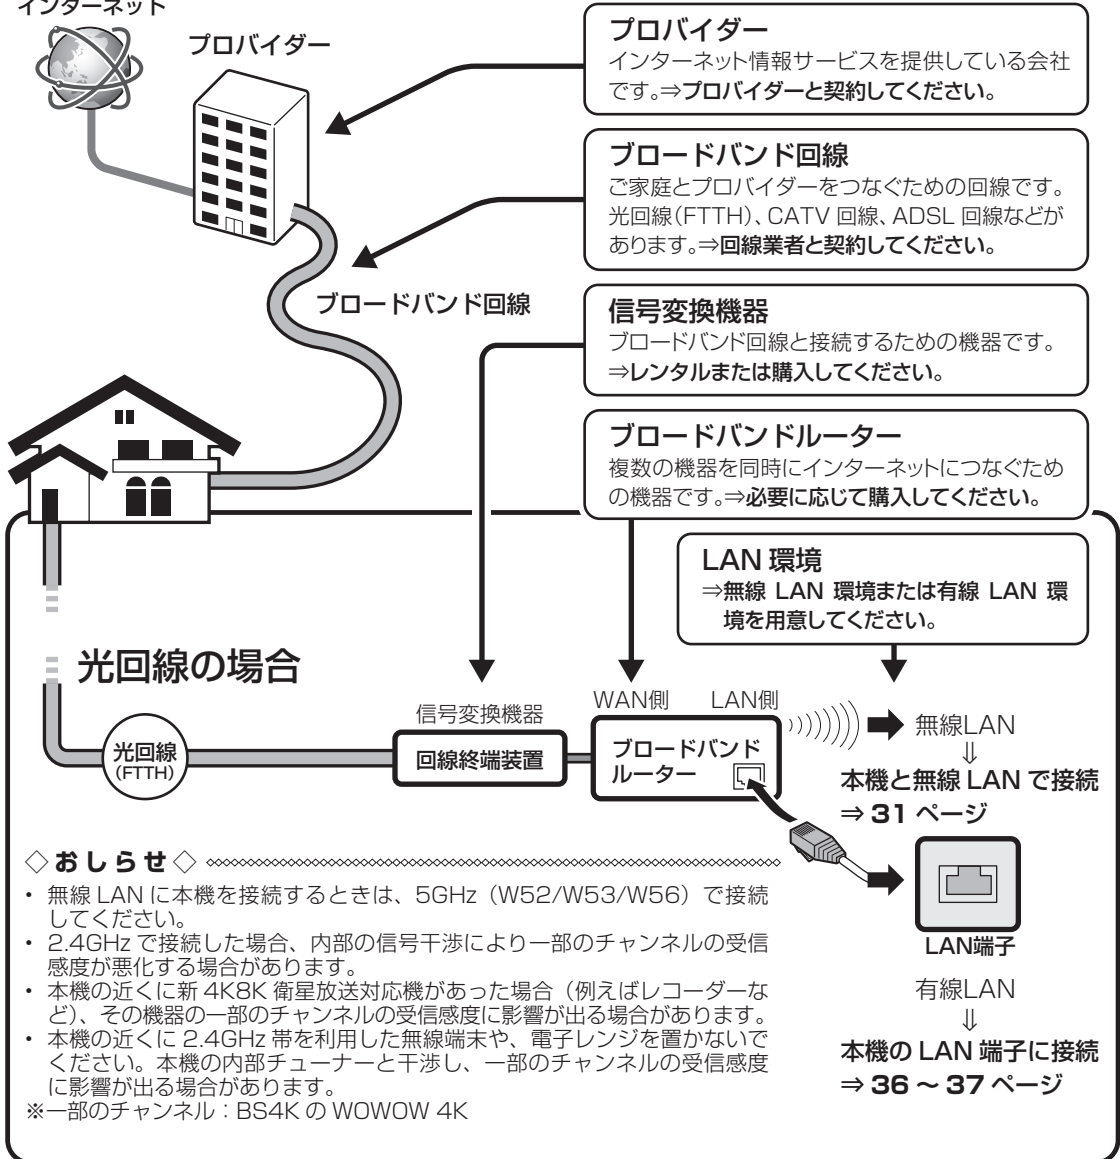 インターネット
プロバイダー
プロバイダー
インターネット情報サービスを提供している会社
です。⇒プロバイダーと契約してください。
ブロードバンド回線
ご家庭とプロバイダーをつなぐための回線です。
光回線(FTTH)、CATV 回線、ADSL 回線などが
あります。⇒回線業者と契約してください。
ブロードバンド回線
信号変換機器
ブロードバンド回線と接続するための機器です。
⇒レンタルまたは購入してください。
ブロードバンドルーター
複数の機器を同時にインターネットにつなぐため
の機器です。⇒必要に応じて購入してください。
LAN 環境
⇒無線 LAN 環境または有線 LAN 環
境を用意してください。
光回線の場合
光回線
(FTTH)
信号変換機器
回線終端装置
WAN側 LAN側
ブロードバンド
ルーター
無線LAN
⇓
本機と無線 LAN で接続
⇒ 31 ページ
LAN端子
有線LAN
⇓
本機の LAN 端子に接続
⇒ 36 ～ 37 ページ
◇おしらせ◇
・ 無線 LAN に本機を接続するときは、5GHz（W52/W53/W56）で接続
してください。
・ 2.4GHz で接続した場合、内部の信号干渉により一部のチャンネルの受信
感度が悪化する場合があります。
・ 本機の近くに新 4K8K 衛星放送対応機があった場合（例えばレコーダーな
ど）、その機器の一部のチャンネルの受信感度に影響が出る場合があります。
・ 本機の近くに 2.4GHz 帯を利用した無線端末や、電子レンジを置かないで
ください。本機の内部チューナーと干渉し、一部のチャンネルの受信感度
に影響が出る場合があります。
※一部のチャンネル：BS4K の WOWOW 4K